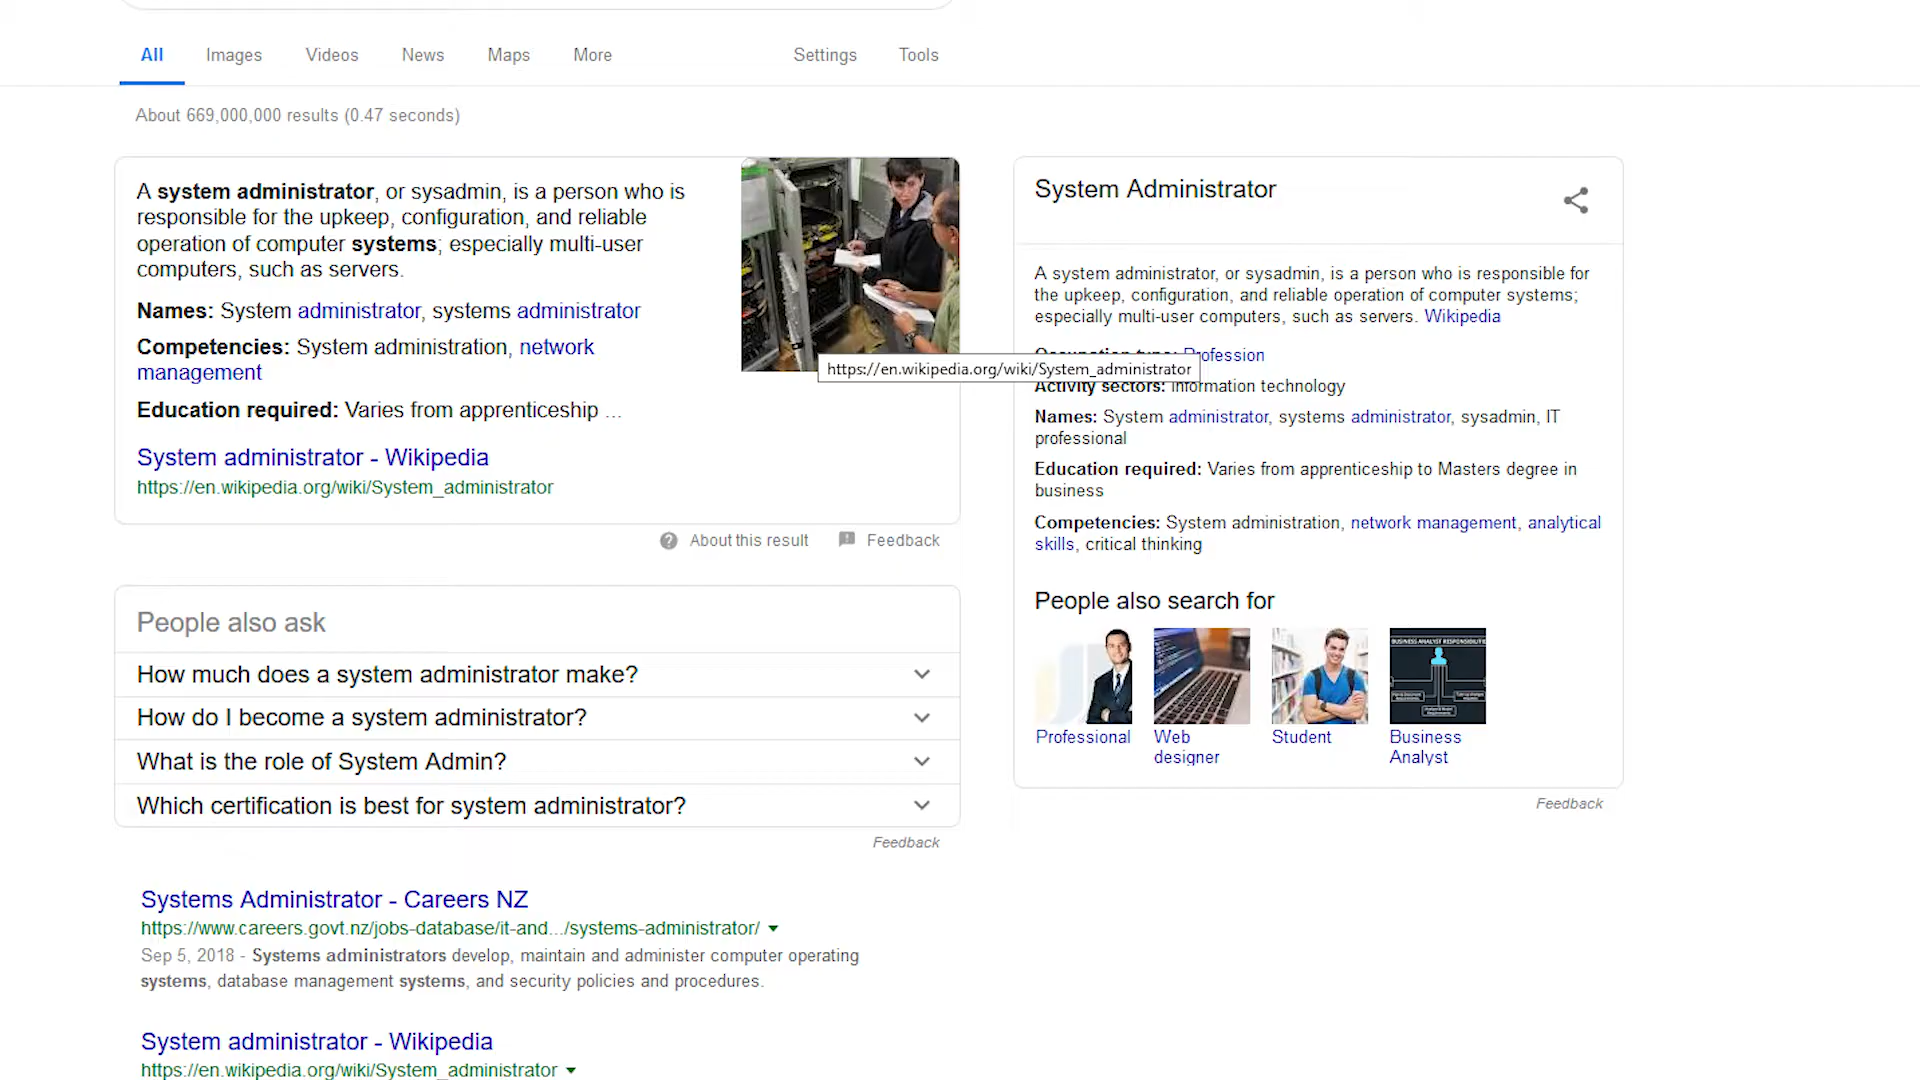 All Images Videos News Maps More Settings Tools
About 669,000,000 results (0.47 seconds)
A system administrator, or sysadmin, is a person who is
responsible for the upkeep, configuration, and reliable
operation of computer systems; especially multi-user
computers, such as servers.
Names: System administrator, systems administrator
Competencies: System administration, network
management
Education required: Varies from apprenticeship ...
System administrator - Wikipedia
https://en.wikipedia.org/wiki/System_administrator
About this result Feedback
https://en.wikipedia.org/wiki/System_administrator
People also ask
How much does a system administrator make?
How do I become a system administrator?
What is the role of System Admin?
Which certification is best for system administrator?
Feedback
Systems Administrator - Careers NZ
https://www.careers.govt.nz/jobs-database/it-and.../systems-administrator/
Sep 5, 2018 - Systems administrators develop, maintain and administer computer operating
systems, database management systems, and security policies and procedures.
System administrator - Wikipedia
https://en.wikipedia.org/wiki/System_administrator
System Administrator
A system administrator, or sysadmin, is a person who is responsible for
the upkeep, configuration, and reliable operation of computer systems;
especially multi-user computers, such as servers. Wikipedia
Occupation type: Profession
Activity sectors: Information technology
Names: System administrator, systems administrator, sysadmin, IT
professional
Education required: Varies from apprenticeship to Masters degree in
business
Competencies: System administration, network management, analytical
skills, critical thinking
People also search for
BUSINESS ANALYST RESPONSIBILITIE
Professional
Web
designer
Student
Business
Analyst
Feedback